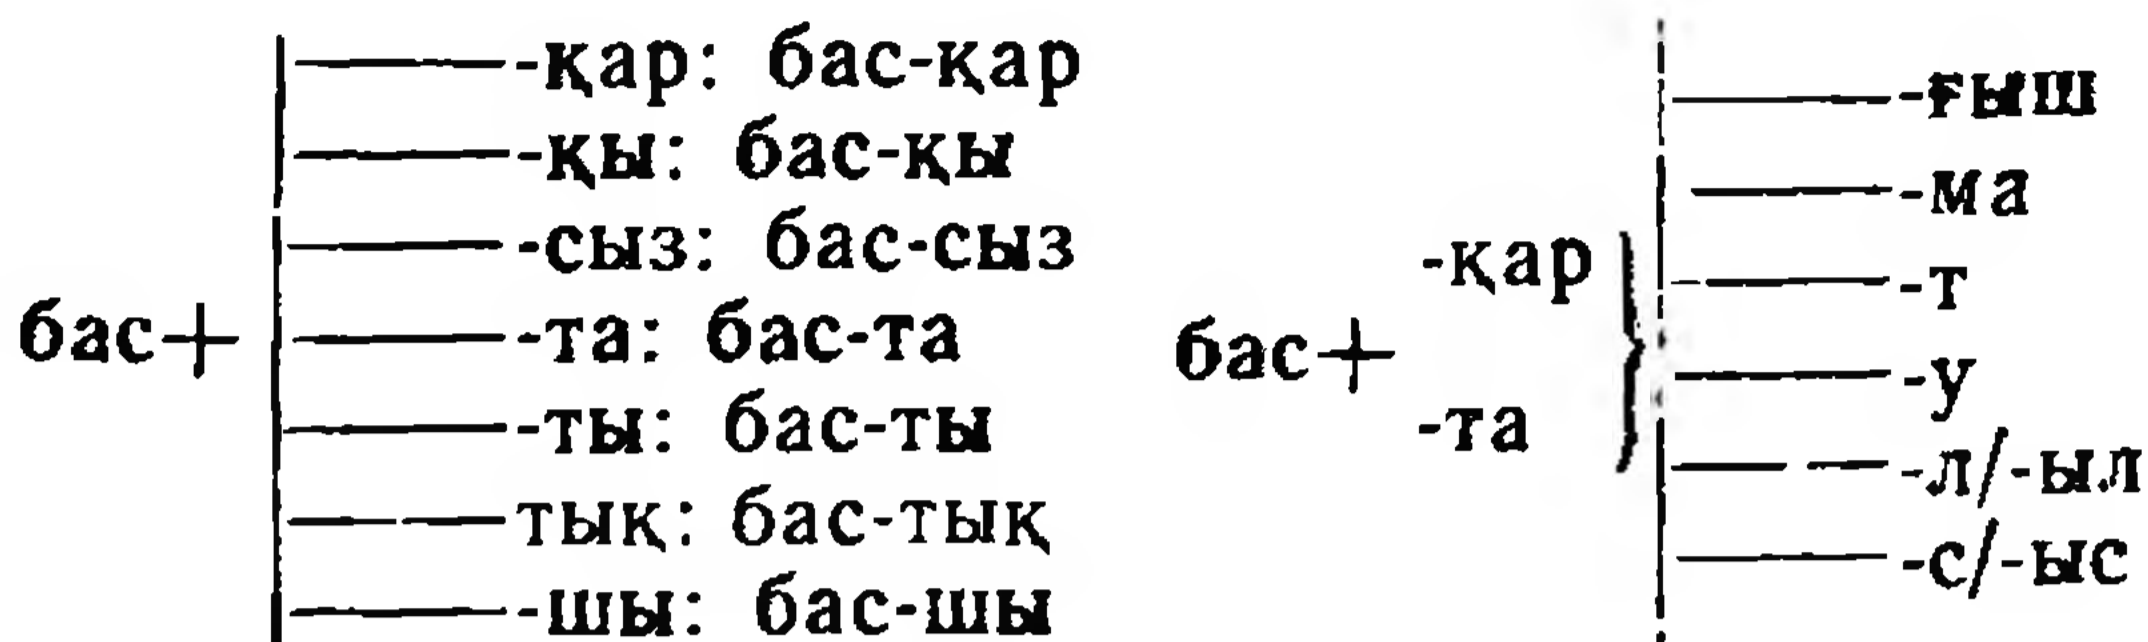 бас+
-қар: бас-қар
-қы: бас-қы
-сыз: бас-сыз
-та: бас-та
-ты: бас-ты
тық: бас-тық
-шы: бас-шы
бас+
-қар
-та
-ғыш
-ма
-т
-у
-л/-ыл
-с/-ыс